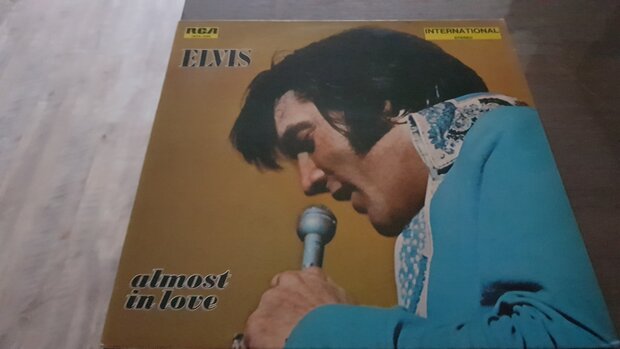 RCA
INTERNATIONAL
STEREO
ELVIS
almost
in love